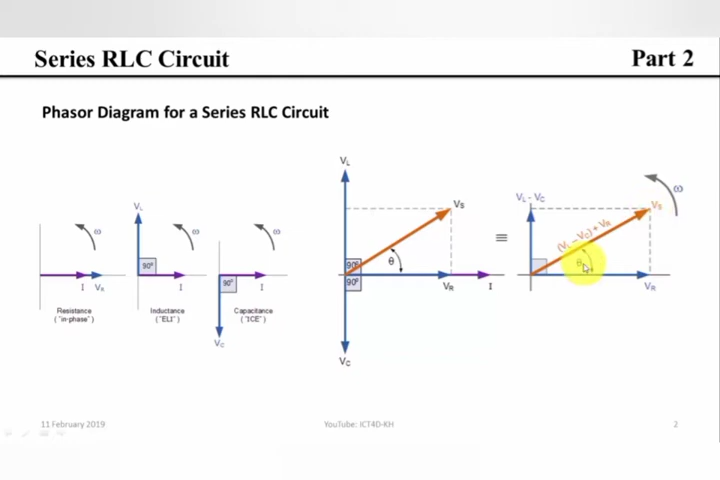 Series RLC Circuit
Part 2
Phasor Diagram for a Series RLC Circuit
ω
I
VR
Resistance
("in-phase")
VL
ω
90°
I
Inductance
("ELI")
ω
90°
I
VC
Capacitance
("ICE")
VL
VS
90°
θ
90°
VR
I
VC
≡
ω
VL - VC
VS
(VL - VC) + VR
θ
VR
11 February 2019
YouTube: ICT4D-KH
2